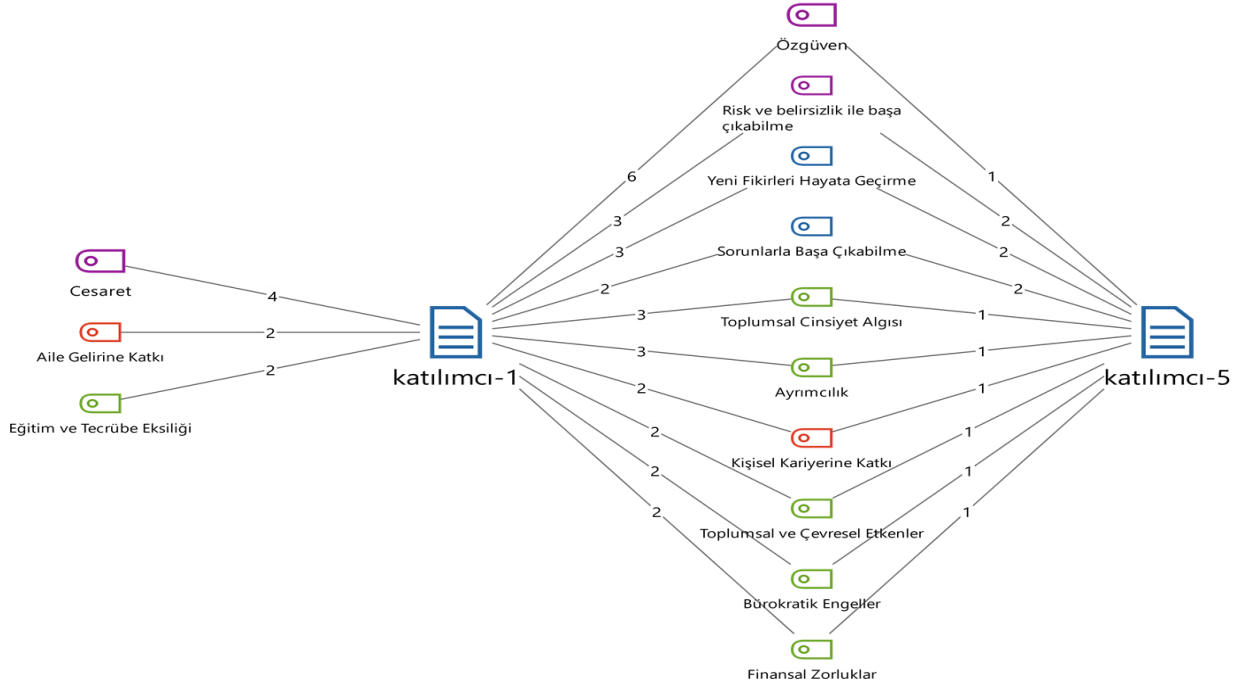 Özgüven
Risk ve belirsizlik ile başa
çıkabilme
6
1
Yeni Fikirleri Hayata Geçirme
3
2
Sorunlarla Başa Çıkabilme
3
2
Cesaret
4
2
2
Toplumsal Cinsiyet Algısı
3
1
Aile Gelirine Katkı
2
katılımcı-1
katılımcı-5
Ayrımcılık
3
1
Eğitim ve Tecrübe Eksiliği
2
2
1
Kişisel Kariyerine Katkı
2
1
Toplumsal ve Çevresel Etkenler
2
1
Bürokratik Engeller
2
1
Finansal Zorluklar